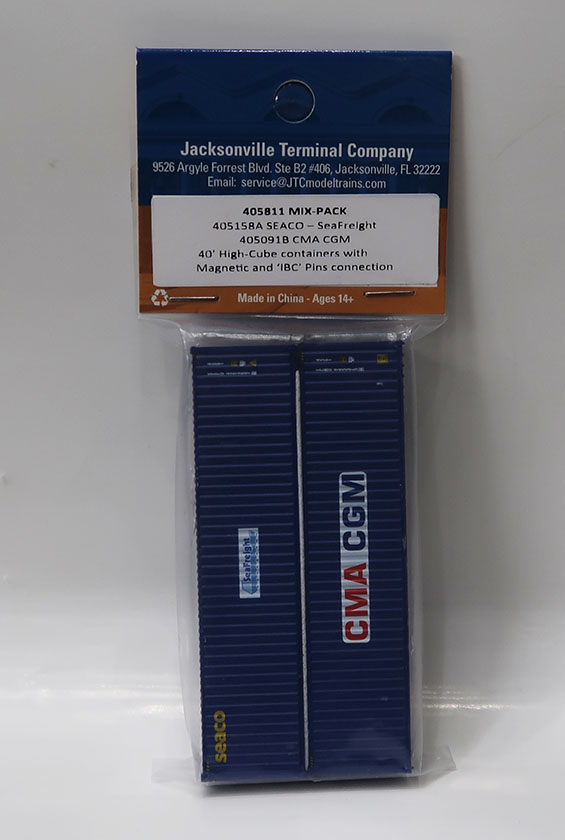 Jacksonville Terminal Company
9526 Argyle Forrest Blvd. Ste B2 #406, Jacksonville, FL 32222
Email: service@JTCmodeltrains.com
405811 MIX-PACK
405158A SEACO – SeaFreight
405091B CMA CGM
40' High-Cube containers with
Magnetic and 'IBC' Pins connection
Made in China - Ages 14+
SeaFreight
seaco
CMA CGM